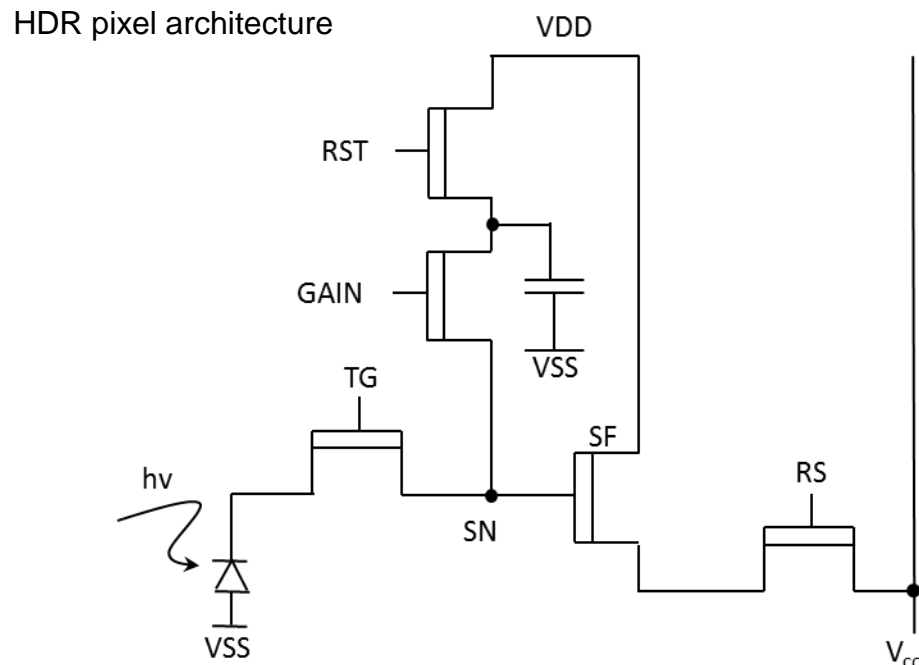 HDR pixel architecture
VDD
RST
GAIN
VSS
TG
SF
hv
RS
SN
VSS